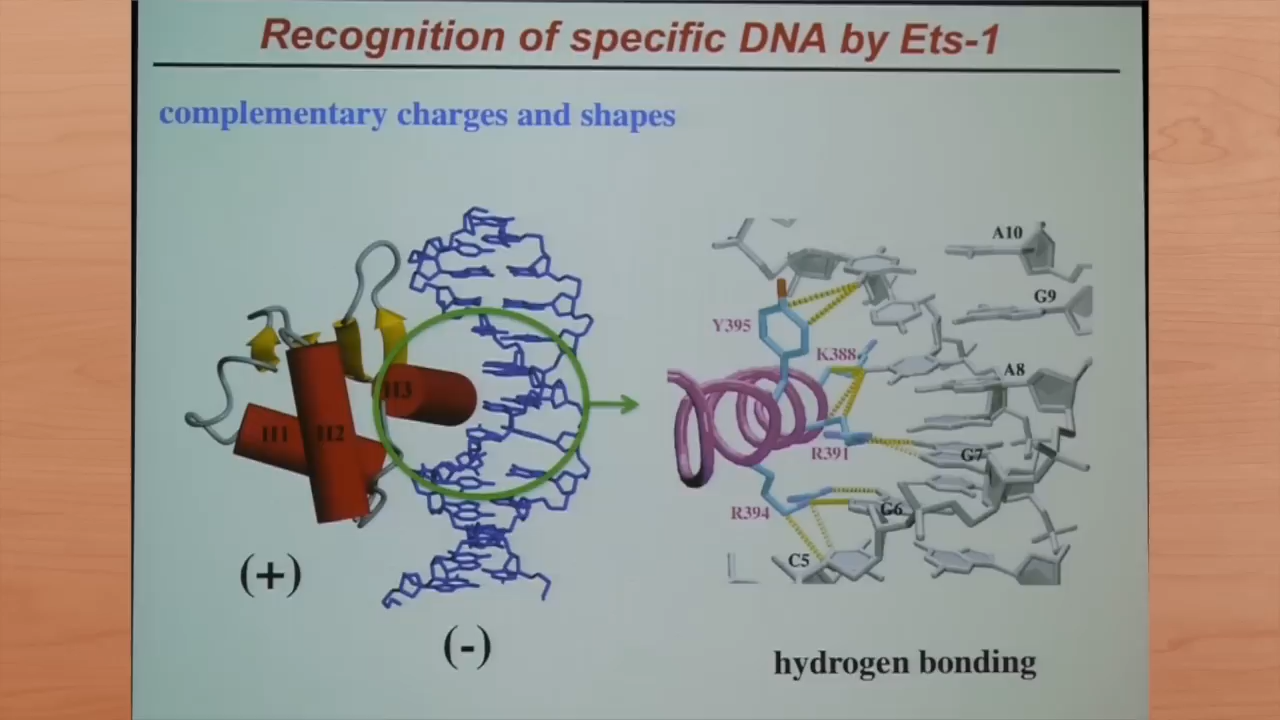 Recognition of specific DNA by Ets-1
complementary charges and shapes
A10
G9
Y395
K388
A8
H3
H1
H2
R391
G7
R394
G6
C5
(+)
(-)
hydrogen bonding